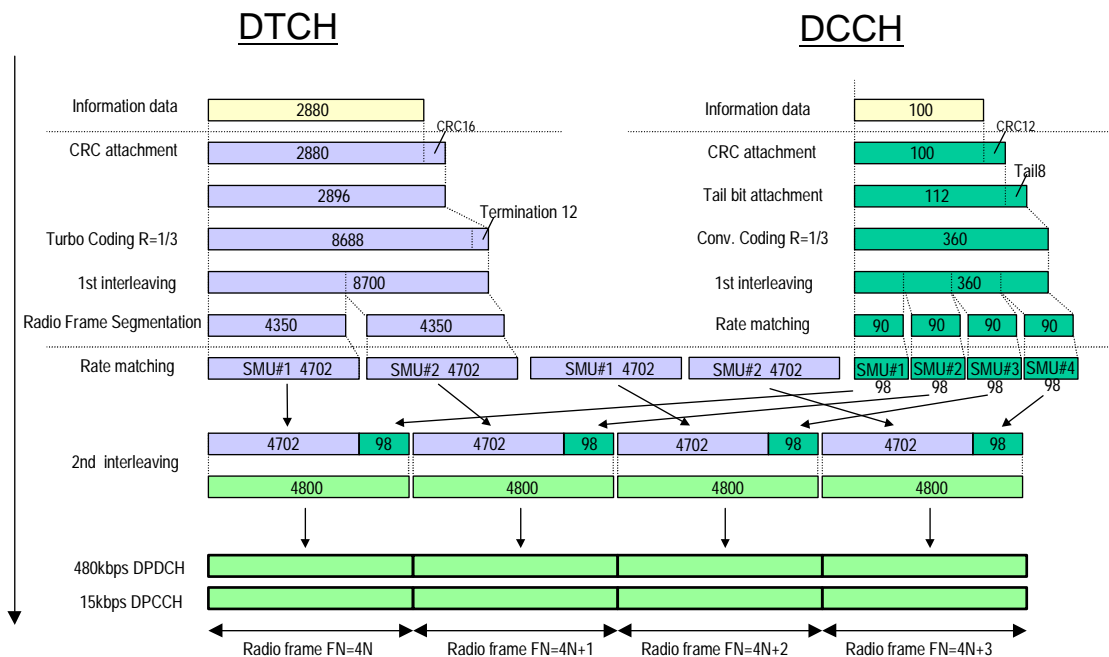 DTCH DCCH
Information data 2880 Information data 100
CRC16 CRC12
CRC attachment 2880 CRC attachment 100
Tail8
2896 Tail bit attachment 112
Termination 12
Turbo Coding R=1/3 8688 Conv. Coding R=1/3 360
1st interleaving 8700 1st interleaving 360
Radio Frame Segmentation 4350 4350 Rate matching 90 90 90 90
Rate matching SMU#1 4702 SMU#2 4702 SMU#1 4702 SMU#2 4702 SMU#1 SMU#2 SMU#3 SMU#4
98 98 98 98
4702 98 4702 98 4702 98 4702 98
2nd interleaving
4800 4800 4800 4800
480kbps DPDCH
15kbps DPCCH
Radio frame FN=4N Radio frame FN=4N+1 Radio frame FN=4N+2 Radio frame FN=4N+3